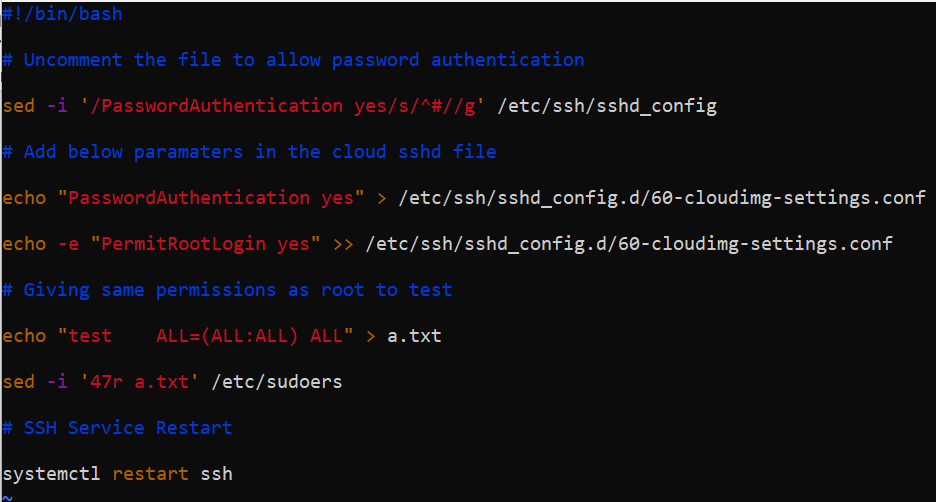 #!/bin/bash
# Uncomment the file to allow password authentication
sed -i '/PasswordAuthentication yes/s/^#//g' /etc/ssh/sshd_config
# Add below paramaters in the cloud sshd file
echo "PasswordAuthentication yes" > /etc/ssh/sshd_config.d/60-cloudimg-settings.conf
echo -e "PermitRootLogin yes" >> /etc/ssh/sshd_config.d/60-cloudimg-settings.conf
# Giving same permissions as root to test
echo "test    ALL=(ALL:ALL) ALL" > a.txt
sed -i '47r a.txt' /etc/sudoers
# SSH Service Restart
systemctl restart ssh
~